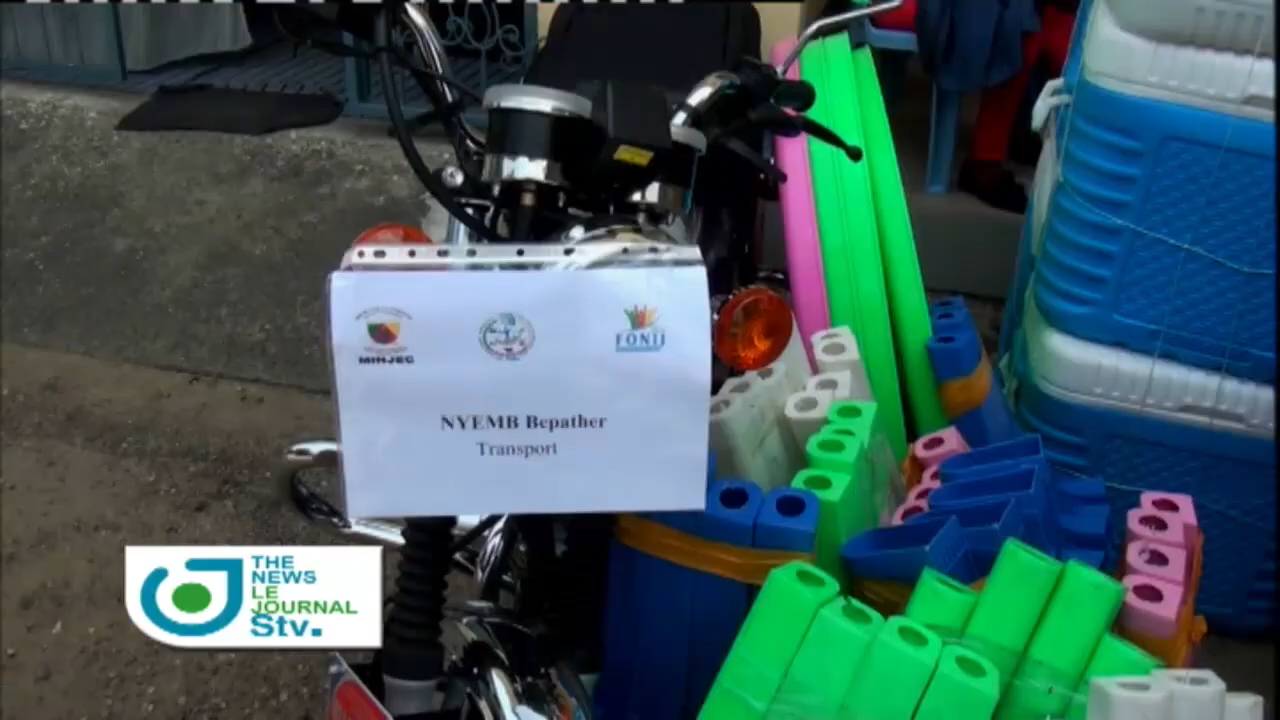 MINJEC
FONIJ
NYEMB Bepather
Transport
THE
NEWS
LE
JOURNAL
Stv.